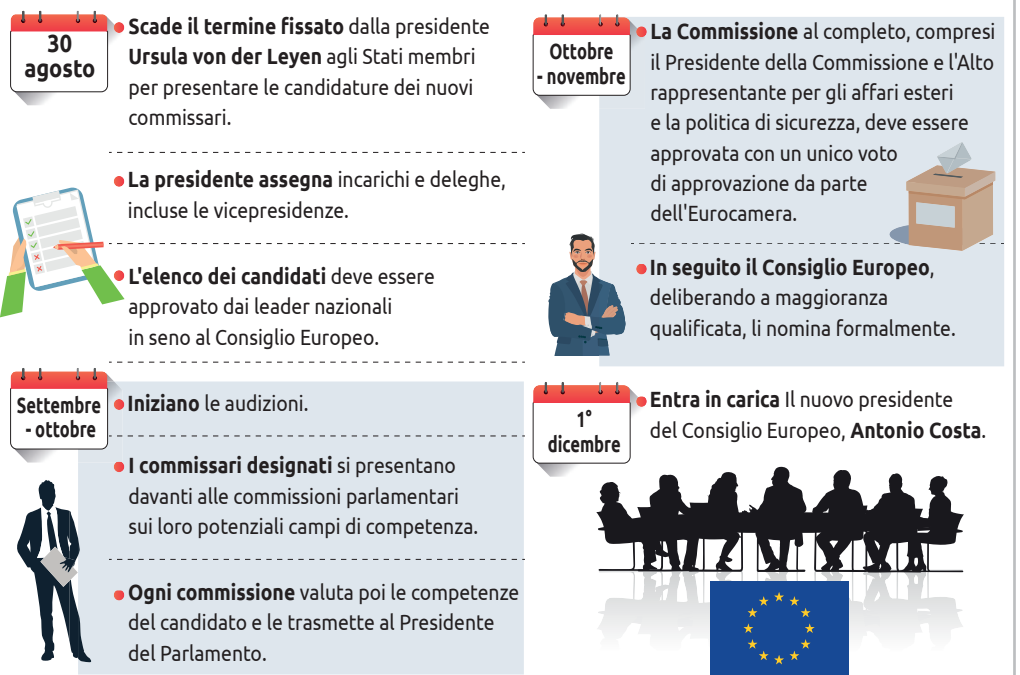 30
agosto
Scade il termine fissato dalla presidente
Ursula von der Leyen agli Stati membri
per presentare le candidature dei nuovi
commissari.
La presidente assegna incarichi e deleghe,
incluse le vicepresidenze.
L'elenco dei candidati deve essere
approvato dai leader nazionali
in seno al Consiglio Europeo.
Settembre
- ottobre
Iniziano le audizioni.
I commissari designati si presentano
davanti alle commissioni parlamentari
sui loro potenziali campi di competenza.
Ogni commissione valuta poi le competenze
del candidato e le trasmette al Presidente
del Parlamento.
Ottobre
- novembre
La Commissione al completo, compresi
il Presidente della Commissione e l'Alto
rappresentante per gli affari esteri
e la politica di sicurezza, deve essere
approvata con un unico voto
di approvazione da parte
dell'Eurocamera.
In seguito il Consiglio Europeo,
deliberando a maggioranza
qualificata, li nomina formalmente.
1°
dicembre
Entra in carica Il nuovo presidente
del Consiglio Europeo, Antonio Costa.